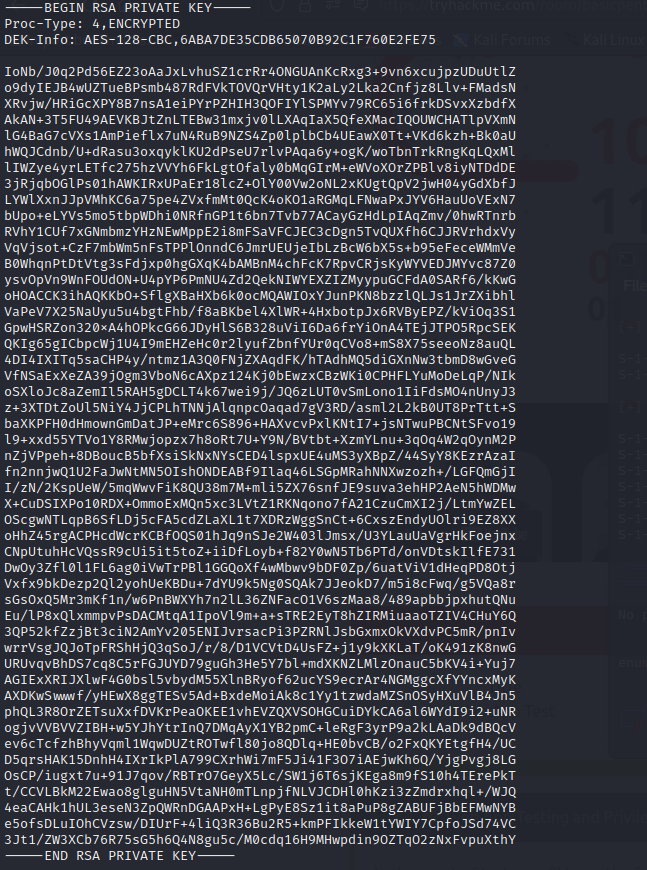 -----BEGIN RSA PRIVATE KEY-----
Proc-Type: 4,ENCRYPTED
DEK-Info: AES-128-CBC,6ABA7DE35CDB65070B92C1F760E2FE75

IoNb/J0q2Pd56EZ23oAaJxLvhuSZ1crRr4ONGUAnKcRxg3+9vn6xcujpzUDuUtlZ
o9dyIEJB4wUZTueBPsmb487RdFVkTOVQrVHty1K2aLy2Lka2Cnfjz8Llv+FMadsN
XRvjw/HRiGcXPY8B7nsA1eiPYrPZHIH3QOFIYlSPMYv79RC65i6frkDSvxXzbdfX
AkAN+3T5FU49AEVKBJtZnLTEBw31mxjv0lLXAqIaX5QfeXMacIQOUWCHATlpVXmN
lG4BaG7cVXs1AmPieflx7uN4RuB9NZS4Zp0lplbCb4UEawX0Tt+VKd6kzh+Bk0aU
hWQJCdnb/U+dRasu3oxqyklKU2dPseU7rlvPAqa6y+ogK/woTbnTrkRngKqLQxMl
lIWZye4yrLETfc275hzVVYh6FkLgtOfaly0bMqGIrM+eWVoXOrZPBlv8iyNTDdDE
3jRjqbOGlPs01hAWKIRxUPaEr18lcZ+OlY00Vw2oNL2xKUgtQpV2jwH04yGdXbfJ
LYWlXxnJJpVMhKC6a75pe4ZVxfmMt0QcK4oKO1aRGMqLFNwaPxJYV6HauUoVExN7
bUpo+eLYVs5mo5tbpWDhi0NRfnGP1t6bn7Tvb77ACayGzHdLpIAqZmv/0hwRTnrb
RVhY1CUf7xGNmbmzYHzNEwMppE2i8mFSaVFCJEC3cDgn5TvQUXfh6CJJRVrhdxVy
VqVjsot+CzF7mbWm5nFsTPPlOnndC6JmrUEUjeIbLzBcW6bX5s+b95eFeceWMmVe
B0WhqnPtDtVtg3sFdjxp0hgGXqK4bAMBnM4chFcK7RpvCRjsKyWYVEDJMYvc87Z0
ysvOpVn9WnFOUdON+U4pYP6PmNU4Zd2QekNIWYEXZIZMyypuGCFdA0SARf6/kKwG
oHOACCK3ihAQKKbO+SflgXBaHXb6k0ocMQAWIOxYJunPKN8bzzlQLJs1JrZXibhl
VaPeV7X25NaUyu5u4bgtFhb/f8aBKbel4XlWR+4HxbotpJx6RVByEPZ/kViOq3S1
GpwHSRZon320×A4hOPkcG66JDyHlS6B328uViI6Da6frYiOnA4TEjJTPO5RpcSEK
QKIg65gICbpcWj1U4I9mEHZeHc0r2lyufZbnfYUr0qCVo8+mS8X75seeoNz8auQL
4DI4IXITq5saCHP4y/ntmz1A3Q0FNjZXAqdFK/hTAdhMQ5diGXnNw3tbmD8wGveG
VfNSaExXeZA39jOgm3VboN6cAXpz124Kj0bEwzxCBzWKi0CPHFLYuMoDeLqP/NIk
oSXloJc8aZemIl5RAH5gDCLT4k67wei9j/JQ6zLUT0vSmLono1IiFdsMO4nUnyJ3
z+3XTDtZoUl5NiY4JjCPLhTNNjAlqnpcOaqad7gV3RD/asml2L2kB0UT8PrTtt+S
baXKPFH0dHmownGmDatJP+eMrc6S896+HAXvcvPxlKNtI7+jsNTwuPBCNtSFvo19
l9+xxd55YTVo1Y8RMwjopzx7h8oRt7U+Y9N/BVtbt+XzmYLnu+3qOq4W2qOynM2P
nZjVPpeh+8DBoucB5bfXsiSkNxNYsCED4lspxUE4uMS3yXBpZ/44SyY8KEzrAzaI
fn2nnjwQ1U2FaJwNtMN5OIshONDEABf9Ilaq46LSGpMRahNNXwzozh+/LGFQmGjI
I/zN/2KspUeW/5mqWwvFiK8QU38m7M+mli5ZX76snfJE9suva3ehHP2AeN5hWDMw
X+CuDSIXPo10RDX+OmmoExMQn5xc3LVtZ1RKNqono7fA21CzuCmXI2j/LtmYwZEL
OScgwNTLqpB6SfLDj5cFA5cdZLaXL1t7XDRzWggSnCt+6CxszEndyUOlri9EZ8XX
oHhZ45rgACPHcdWcrKCBfOQS01hJq9nSJe2W403lJmsx/U3YLauUaVgrHkFoejnx
CNpUtuhHcVQssR9cUi5it5toZ+iiDfLoyb+f82Y0wN5Tb6PTd/onVDtskIlfE731
DwOy3Zfl0l1FL6ag0iVwTrPBl1GGQoXf4wMbwv9bDF0Zp/6uatViV1dHeqPD8Otj
Vxfx9bkDezp2Ql2yohUeKBDu+7dYU9k5Ng0SQAk7JJeokD7/m5i8cFwq/g5VQa8r
sGsOxQ5Mr3mKf1n/w6PnBWXYh7n2lL36ZNFacO1V6szMaa8/489apbbjpxhutQNu
Eu/lP8xQlxmmpvPsDACMtqA1IpoVl9m+a+sTRE2EyT8hZIRMiuaaoTZIV4CHuY6Q
3QP52kfZzjBt3ciN2AmYv205ENIJvrsacPi3PZRNlJsbGxmxOkVXdvPC5mR/pnIv
wrrVsgJQJoTpFRShHjQ3qSoJ/r/8/D1VCVtD4UsFZ+j1y9kXKLaT/oK491zK8nwG
URUvqvBhDS7cq8C5rFGJUYD79guGh3He5Y7bl+mdXKNZLMlzOnauC5bKV4i+Yuj7
AGIExXRIJXlwF4G0bsl5vbydM55XlnBRyof62ucYS9ecrAr4NGMggcXfYYncxMyK
AXDKwSwwwf/yHEwX8ggTESv5Ad+BxdeMoiAk8c1Yy1tzwdaMZSnOSyHXuVlB4Jn5
phQL3R8OrZETsuXxfDVKrPeaOKEE1vhEVZQXVSOHGCuiDYkCA6al6WYdI9i2+uNR
ogjvVVBVVZIBH+w5YJhYtrInQ7DMqAyX1YB2pmC+leRgF3yrP9a2kLAaDk9dBQcV
ev6cTcfzhBhyVqml1WqwDUZtROTwfl80jo8QDlq+HE0bvCB/o2FxQKYEtgfH4/UC
D5qrsHAK15DnhH4IXrIkPlA799CXrhWi7mF5Ji41F3O7iAEjwKh6Q/YjgPvgj8LG
OsCP/iugxt7u+91J7qov/RBTrO7GeyX5Lc/SW1j6T6sjKEga8m9fS10h4TErePkT
t/CCVLBkM22Ewao8glguHN5VtaNH0mTLnpjfNLVJCDHl0hKzi3zZmdrxhql+/WJQ
4eaCAHk1hUL3eseN3ZpQWRnDGAAPxH+LgPyE8Sz1it8aPuP8gZABUFjBbEFMwNYB
e5ofsDLuIOhCVzsw/DIUrF+4liQ3R36Bu2R5+kmPFIkkeW1tYWIY7CpfoJSd74VC
3Jt1/ZW3XCb76R75sG5h6Q4N8gu5c/M0cdq16H9MHwpdin9OZTqO2zNxFvpuXthY
-----END RSA PRIVATE KEY-----